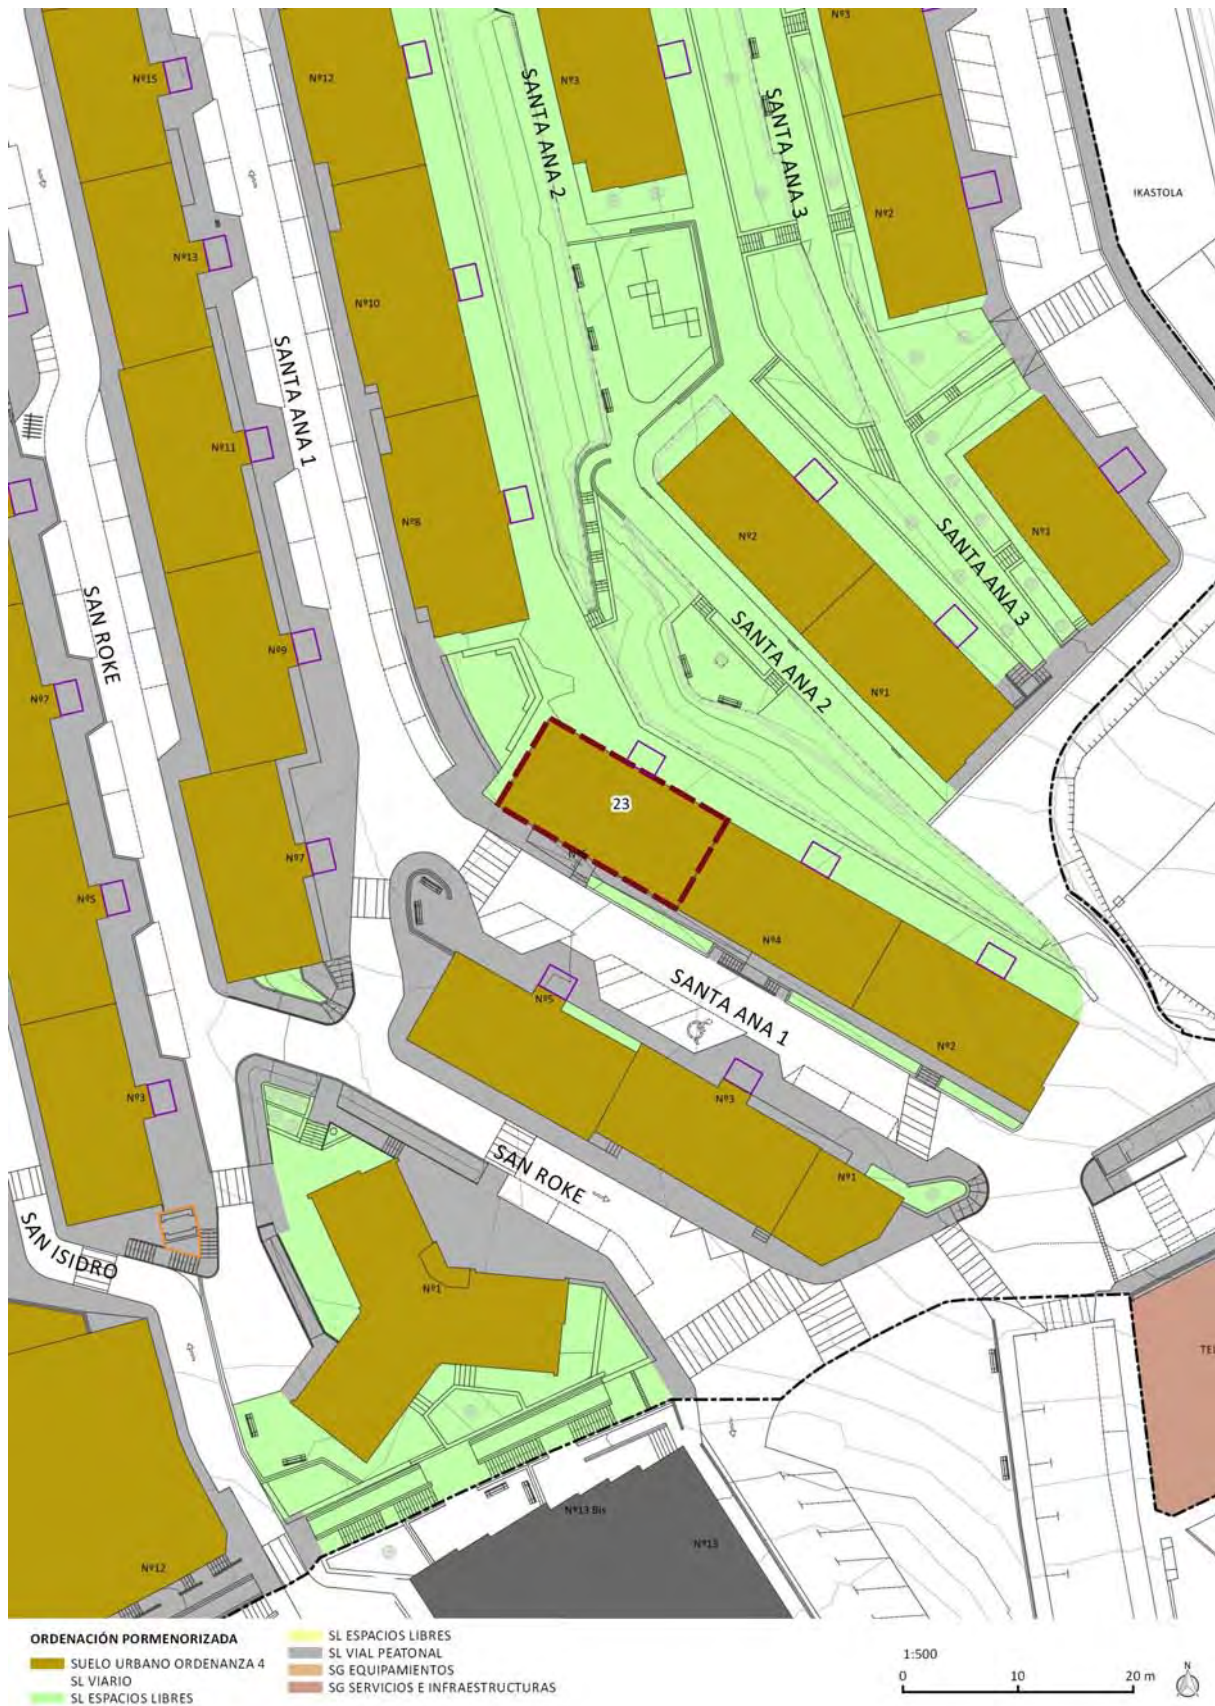 Nº15
Nº12
SANTA ANA 2
Nº3
SANTA ANA 3
Nº3
Nº2
IKASTOLA
Nº13
Nº10
SANTA ANA 1
Nº11
Nº8
Nº2
SANTA ANA 3
Nº1
SAN ROKE
Nº9
Nº7
SANTA ANA 2
Nº1
23
Nº7
Nº5
Nº4
SANTA ANA 1
Nº5
Nº2
Nº3
Nº3
Nº1
SAN ROKE
SAN ISIDRO
Nº1
Nº13 Bis
Nº13
Nº12
ORDENACIÓN PORMENORIZADA
SUELO URBANO ORDENANZA 4
SL VIARIO
SL ESPACIOS LIBRES
SL ESPACIOS LIBRES
SL VIAL PEATONAL
SG EQUIPAMIENTOS
SG SERVICIOS E INFRAESTRUCTURAS
1:500
0 10 20 m
N